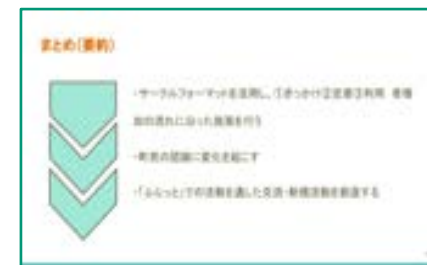 まとめ(要約)
・サークルフォーマットを活用し、①きっかけ②定着③利用 者増
加の流れに沿った施策を行う
・町民の認識に変化を起こす
・「ふらっと」での活動を通した交流・新規活動を創造する